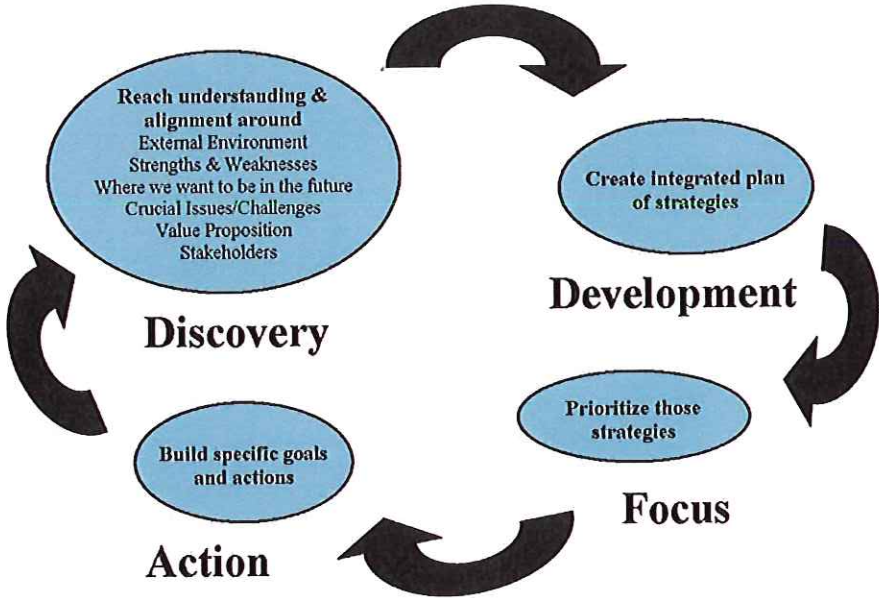 Reach understanding &
alignment around
External Environment
Strengths & Weaknesses
Where we want to be in the future
Crucial Issues/Challenges
Value Proposition
Stakeholders
Discovery
Create integrated plan
of strategies
Development
Prioritize those
strategies
Focus
Build specific goals
and actions
Action